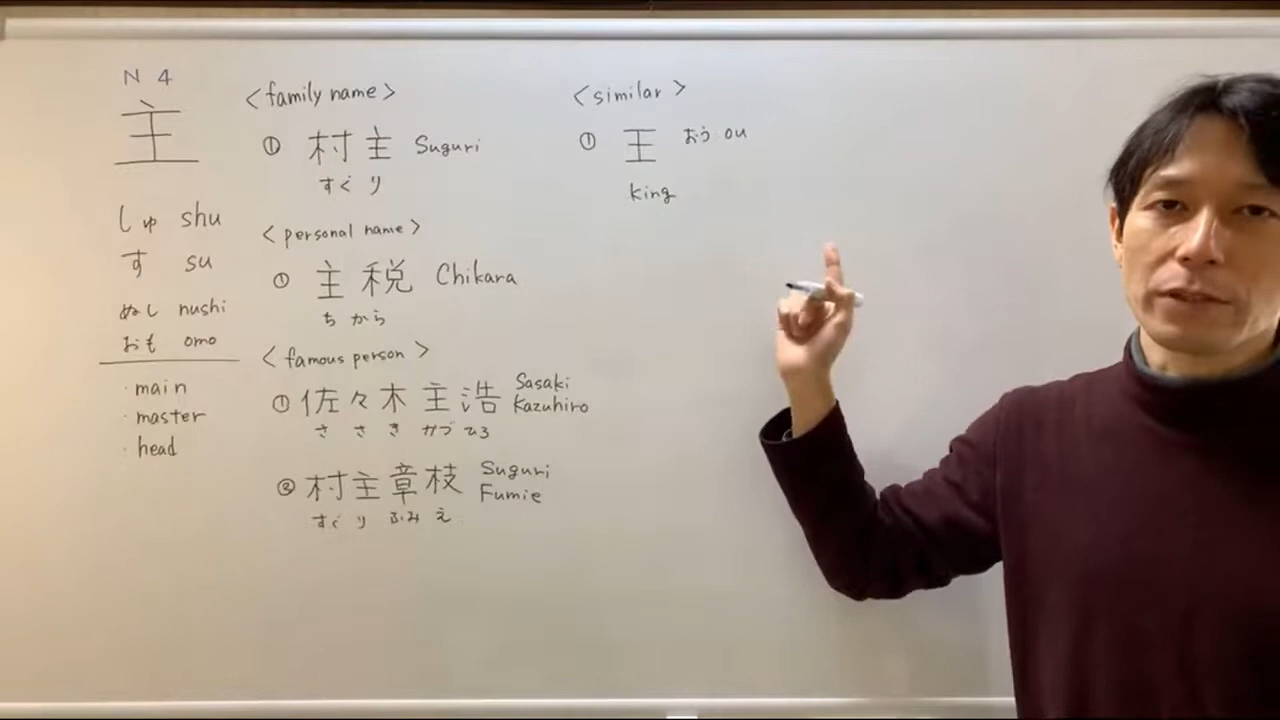 N 4
主
しゅ shu
す su
ぬし nushi
おも omo
・main
・master
・head
<family name>
① 村主 Suguri
すぐり
<personal name>
① 主税 Chikara
ちから
<famous person>
① 佐々木主浩 Sasaki Kazuhiro
ささき かづひろ
② 村主章枝 Suguri Fumie
すぐり ふみえ
<similar>
① 王 おう ou
king